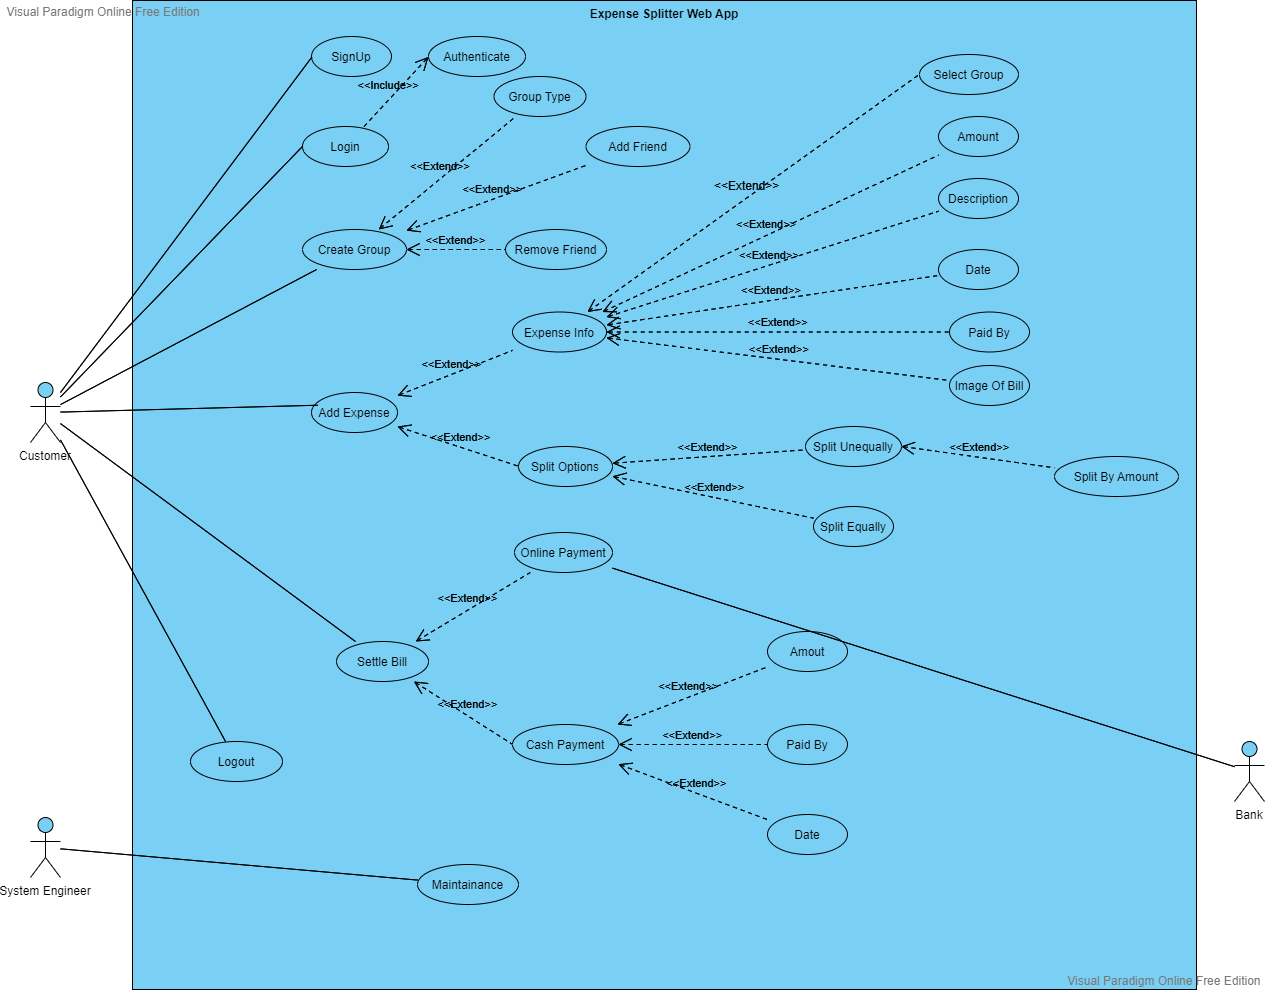 Visual Paradigm Online Free Edition
Expense Splitter Web App
SignUp
Authenticate
<<Include>>
Select Group
Group Type
Login
Add Friend
Amount
<<Extend>>
<<Extend>>
<<Extend>>
Description
<<Extend>>
Create Group
<<Extend>>
Remove Friend
<<Extend>>
Date
<<Extend>>
Expense Info
<<Extend>>
Paid By
<<Extend>>
<<Extend>>
Image Of Bill
Add Expense
Customer
<<Extend>>
Split Options
<<Extend>>
Split Unequally
<<Extend>>
Split By Amount
<<Extend>>
Split Equally
Online Payment
<<Extend>>
Settle Bill
Amout
<<Extend>>
<<Extend>>
Cash Payment
<<Extend>>
Paid By
Logout
<<Extend>>
Date
Bank
System Engineer
Maintainance
Visual Paradigm Online Free Edition